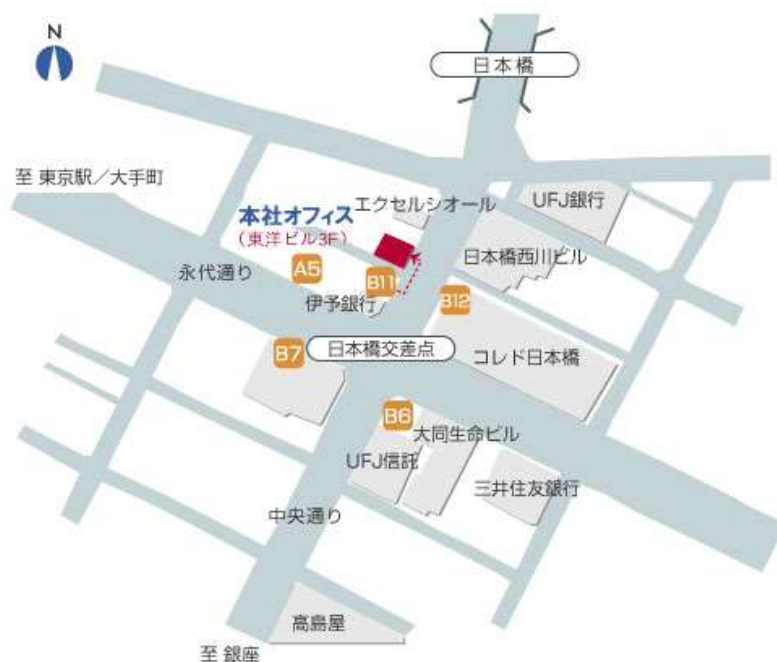 N
日本橋
至 東京駅／大手町
UFJ銀行
エクセルシオール
本社オフィス
（東洋ビル3F）
日本橋西川ビル
永代通り
A5
B11
B12
伊予銀行
B7
日本橋交差点
コレド日本橋
B6
大同生命ビル
UFJ信託
三井住友銀行
中央通り
高島屋
至 銀座